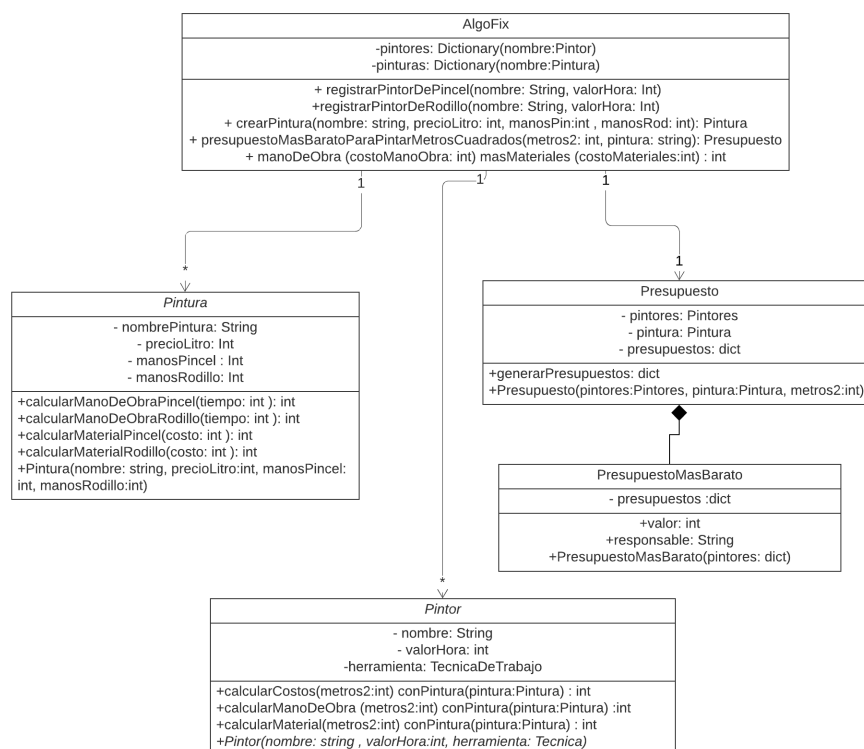 AlgoFix
-pintores: Dictionary(nombre:Pintor)
-pinturas: Dictionary(nombre:Pintura)
+ registrarPintorDePincel(nombre: String, valorHora: Int)
+registrarPintorDeRodillo(nombre: String, valorHora: Int)
+ crearPintura(nombre: string, precioLitro: int, manosPin:int , manosRod: int): Pintura
+ presupuestoMasBaratoParaPintarMetrosCuadrados(metros2: int, pintura: string): Presupuesto
+ manoDeObra (costoManoObra: int) masMateriales (costoMateriales:int) : int
1
1
1
*
1
Pintura
- nombrePintura: String
- precioLitro: Int
- manosPincel : Int
- manosRodillo: Int
+calcularManoDeObraPincel(tiempo: int ): int
+calcularManoDeObraRodillo(tiempo: int ): int
+calcularMaterialPincel(costo: int ): int
+calcularMaterialRodillo(costo: int ): int
+Pintura(nombre: string, precioLitro:int, manosPincel:
int, manosRodillo:int)
Presupuesto
- pintores: Pintores
- pintura: Pintura
- presupuestos: dict
+generarPresupuestos: dict
+Presupuesto(pintores:Pintores, pintura:Pintura, metros2:int)
PresupuestoMasBarato
- presupuestos :dict
+valor: int
+responsable: String
+PresupuestoMasBarato(pintores: dict)
*
Pintor
- nombre: String
- valorHora: int
-herramienta: TecnicaDeTrabajo
+calcularCostos(metros2:int) conPintura(pintura:Pintura) : int
+calcularManoDeObra (metros2:int) conPintura(pintura:Pintura) :int
+calcularMaterial(metros2:int) conPintura(pintura:Pintura) : int
+Pintor(nombre: string , valorHora:int, herramienta: Tecnica)